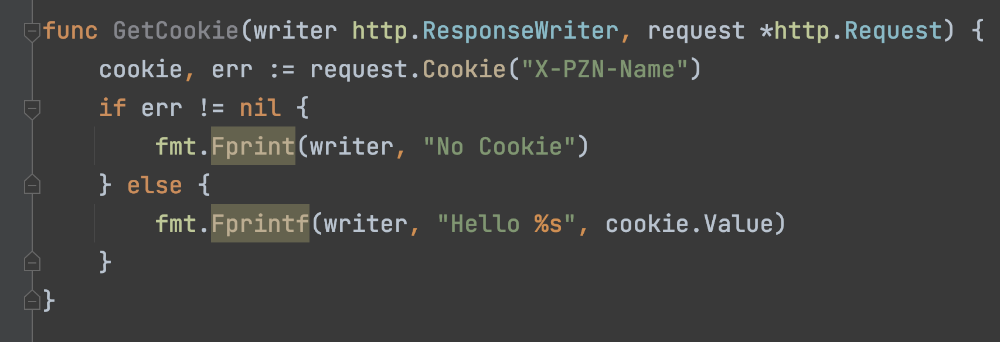 func GetCookie(writer http.ResponseWriter, request *http.Request) {
    cookie, err := request.Cookie("X-PZN-Name")
    if err != nil {
        fmt.Fprint(writer, "No Cookie")
    } else {
        fmt.Fprintf(writer, "Hello %s", cookie.Value)
    }
}